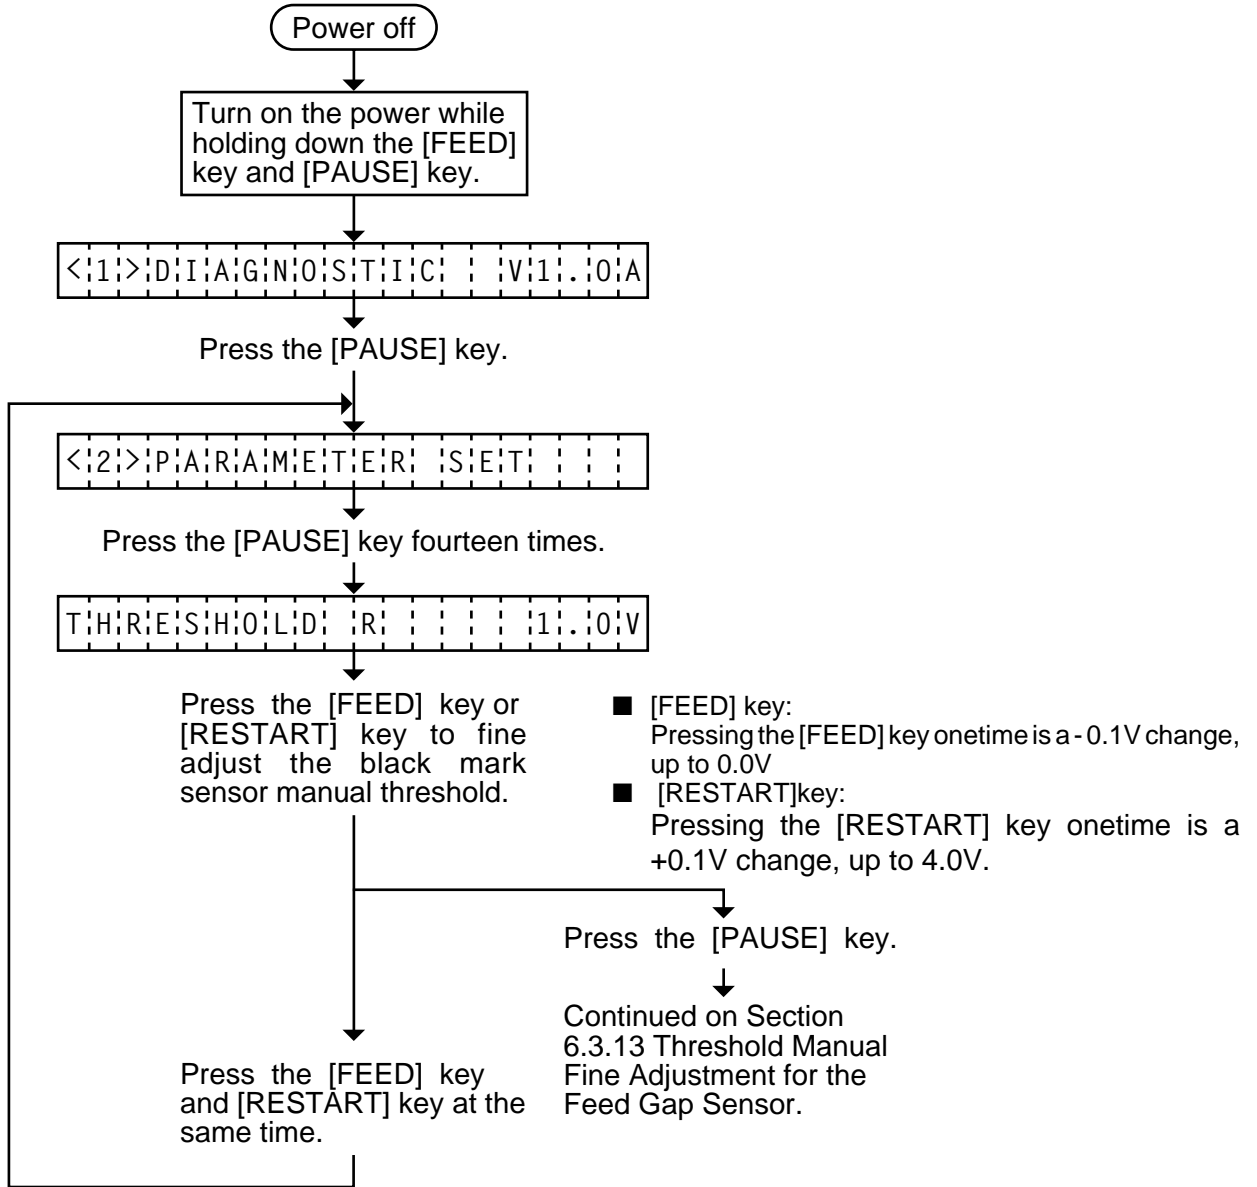 Power off
Turn on the power while
holding down the [FEED]
key and [PAUSE] key.
<1>DIAGNOSTIC  V1.0A
Press the [PAUSE] key.
<2>PARAMETER SET
Press the [PAUSE] key fourteen times.
THRESHOLD R     1.0V
Press the [FEED] key or
[RESTART] key to fine
adjust the black mark
sensor manual threshold.
■ [FEED] key:
Pressing the [FEED] key onetime is a - 0.1V change,
up to 0.0V
■ [RESTART]key:
Pressing the [RESTART] key onetime is a
+0.1V change, up to 4.0V.
Press the [PAUSE] key.
Continued on Section
6.3.13 Threshold Manual
Fine Adjustment for the
Feed Gap Sensor.
Press the [FEED] key
and [RESTART] key at the
same time.